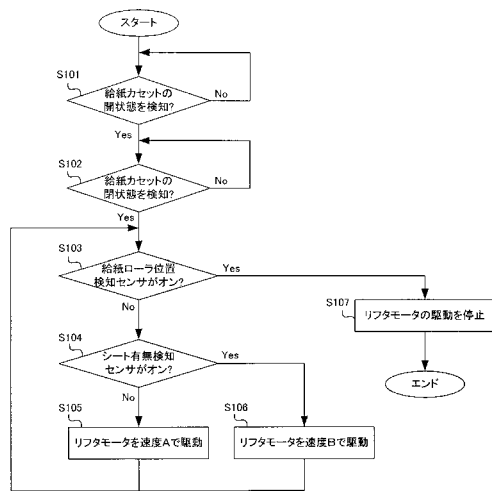 スタート
S101
給紙カセットの
開状態を検知?
No
Yes
S102
給紙カセットの
閉状態を検知?
No
Yes
S103
給紙ローラ位置
検知センサがオン?
Yes
No
S107
リフタモータの駆動を停止
S104
シート有無検知
センサがオン?
Yes
No
エンド
S105
リフタモータを速度Aで駆動
S106
リフタモータを速度Bで駆動